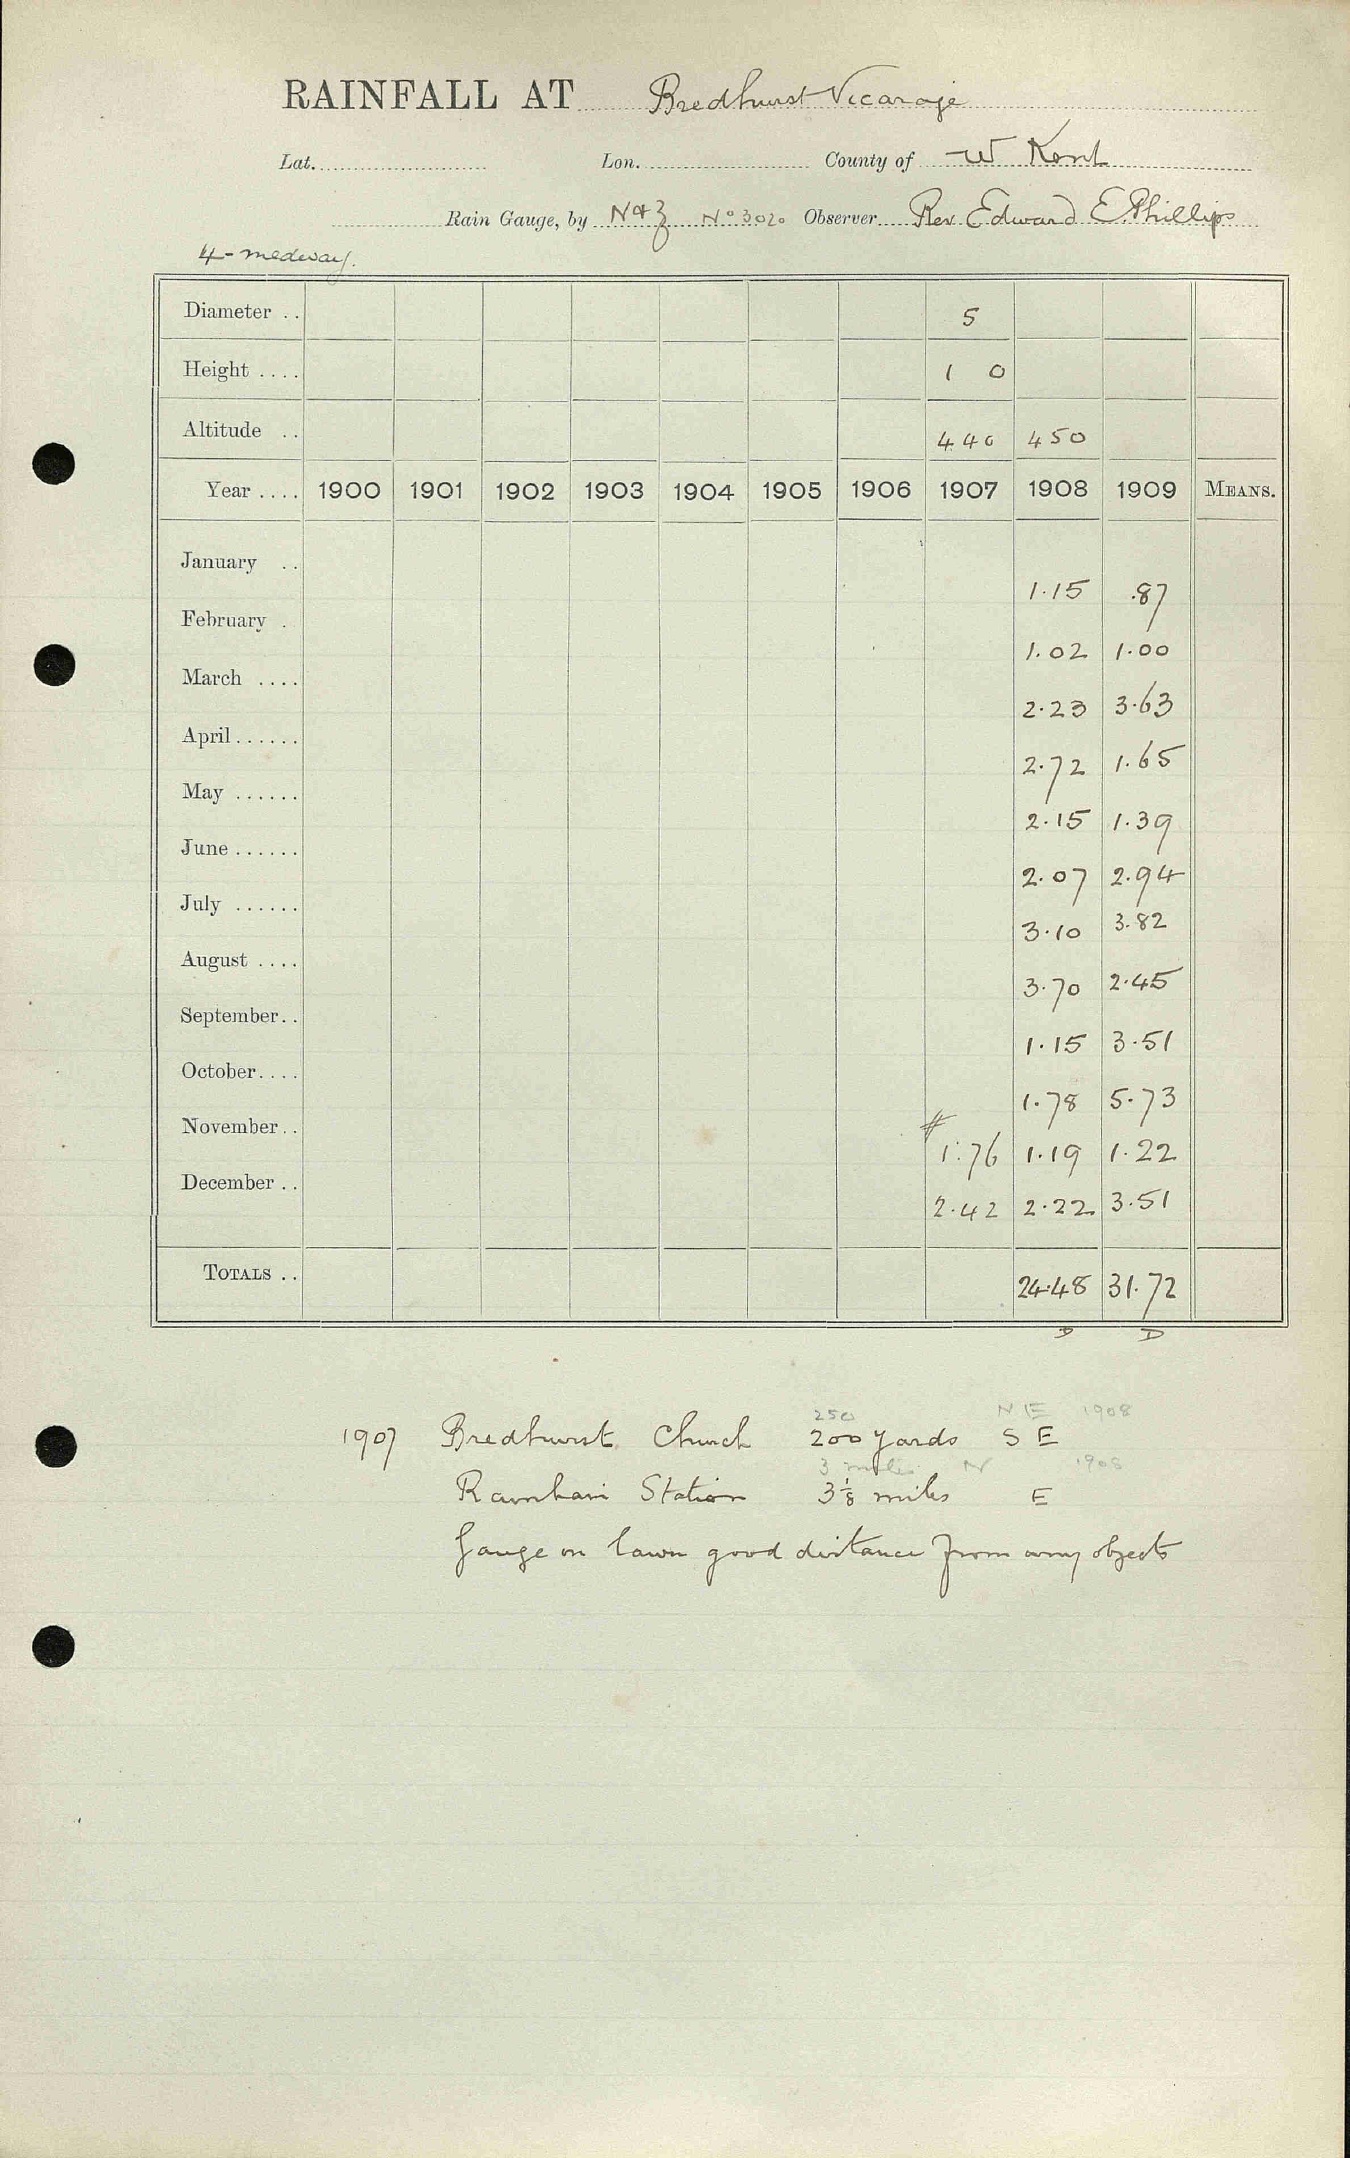 RAINFALL AT Bredhurst Vicarage
Lat. Lon. County of W Kent
Rain Gauge, by N & Z No 3020 Observer Rev. Edward E Phillips
4 - Medway.
Diameter .. 5
Height .... 1 0
Altitude .. 440 450
Year .... 1900 1901 1902 1903 1904 1905 1906 1907 1908 1909 MEANS.
January .. 1.15 .87
February . 1.02 1.00
March .... 2.23 3.63
April...... 2.72 1.65
May ...... 2.15 1.39
June ...... 2.07 2.94
July ...... 3.10 3.82
August .... 3.70 2.45
September.. 1.15 3.51
October.... 1.78 5.73
November.. # 1.76 1.19 1.22
December .. 2.42 2.22 3.51
TOTALS .. 24.48 31.72
D D
250 NE 1908
1907 Bredhurst Church 200 yards S E
3 miles N 1908
Rainham Station 3 1/8 miles E
Gauge on lawn good distance from any objects